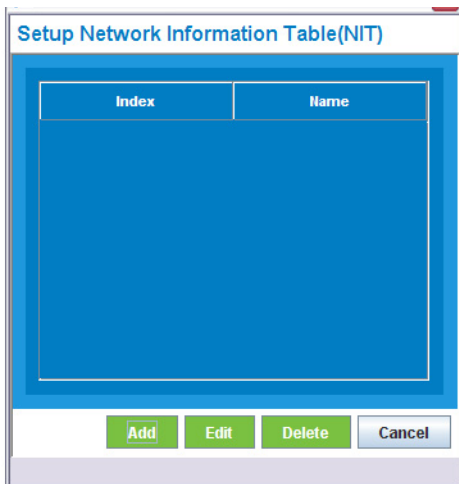 Setup Network Information Table(NIT)
Index Name
Add Edit Delete Cancel